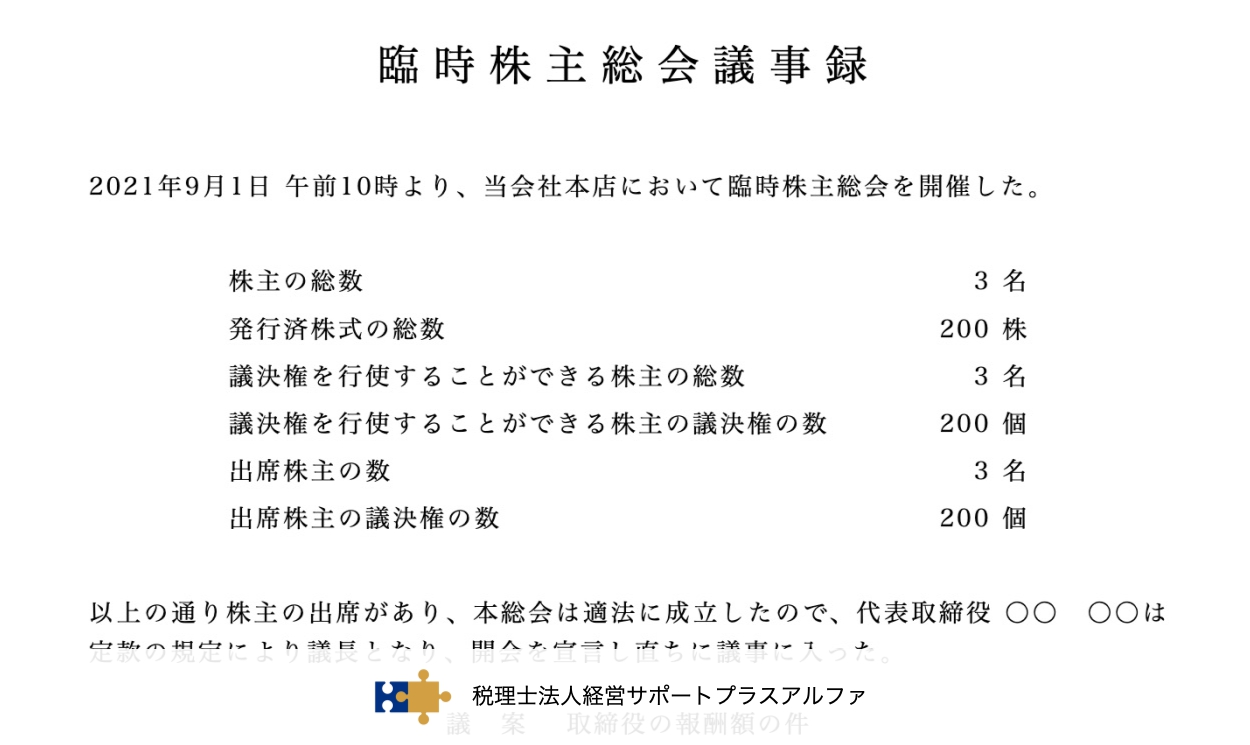 臨時株主総会議事録
2021年9月1日 午前10時より、当会社本店において臨時株主総会を開催した。
株主の総数 3 名
発行済株式の総数 200 株
議決権を行使することができる株主の総数 3 名
議決権を行使することができる株主の議決権の数 200 個
出席株主の数 3 名
出席株主の議決権の数 200 個
以上の通り株主の出席があり、本総会は適法に成立したので、代表取締役 〇〇 〇〇は
定款の規定により議長となり、開会を宣言し直ちに議事に入った。
税理士法人経営サポートプラスアルファ
議 案 取締役の報酬額の件